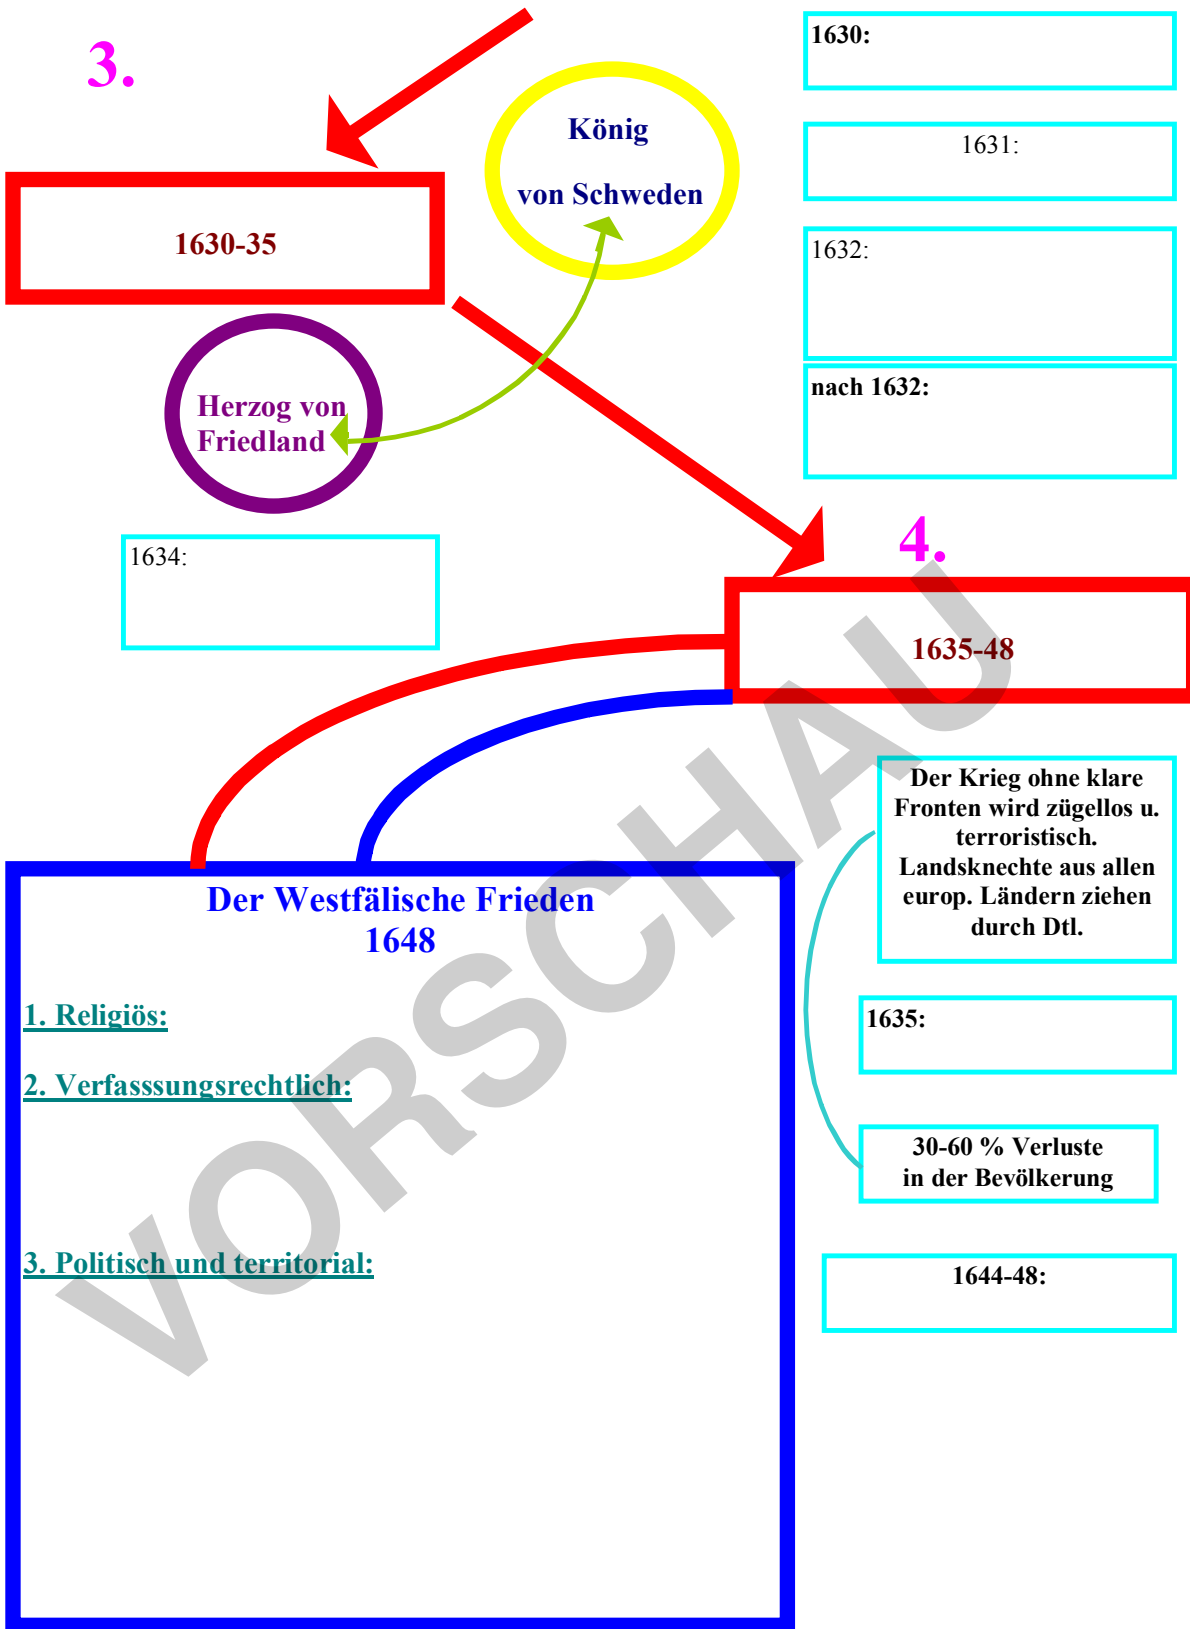 3.
1630:
König
von Schweden
1631:
1630-35
1632:
nach 1632:
Herzog von
Friedland
1634:
4.
1635-48
Der Krieg ohne klare
Fronten wird zügellos u.
terroristisch.
Landsknechte aus allen
europ. Ländern ziehen
durch Dtl.
Der Westfälische Frieden
1648
1. Religiös:
2. Verfasssungsrechtlich:
3. Politisch und territorial:
1635:
30-60 % Verluste
in der Bevölkerung
1644-48:
VORSCHAU